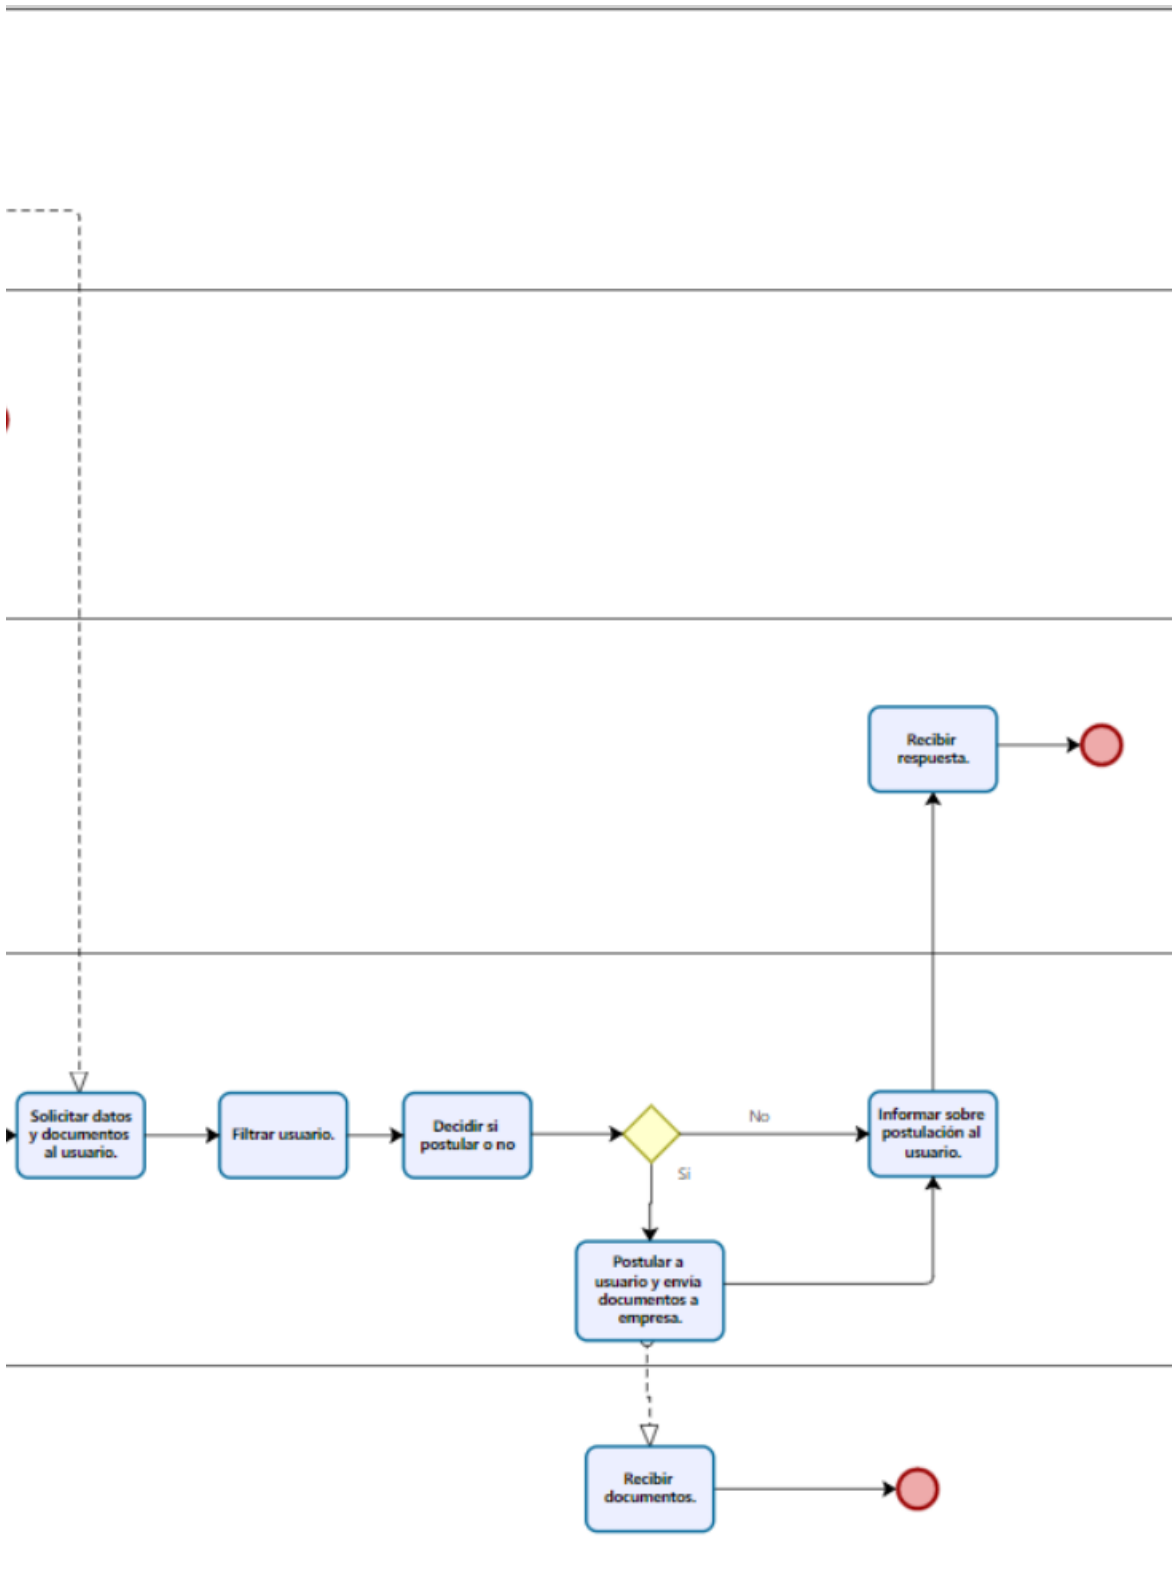 Recibir
respuesta.
Solicitar datos
y documentos
al usuario.
Filtrar usuario.
Decidir si
postular o no
No
Si
Informar sobre
postulación al
usuario.
Postular a
usuario y envía
documentos a
empresa.
Recibir
documentos.